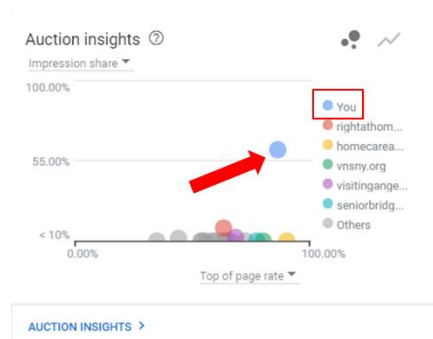 Auction insights ?
Impression share
100.00%
You
rightathom...
homecarea...
55.00%
vnsny.org
visitingange...
seniorbridg...
Others
< 10%
0.00%
100.00%
Top of page rate
AUCTION INSIGHTS >